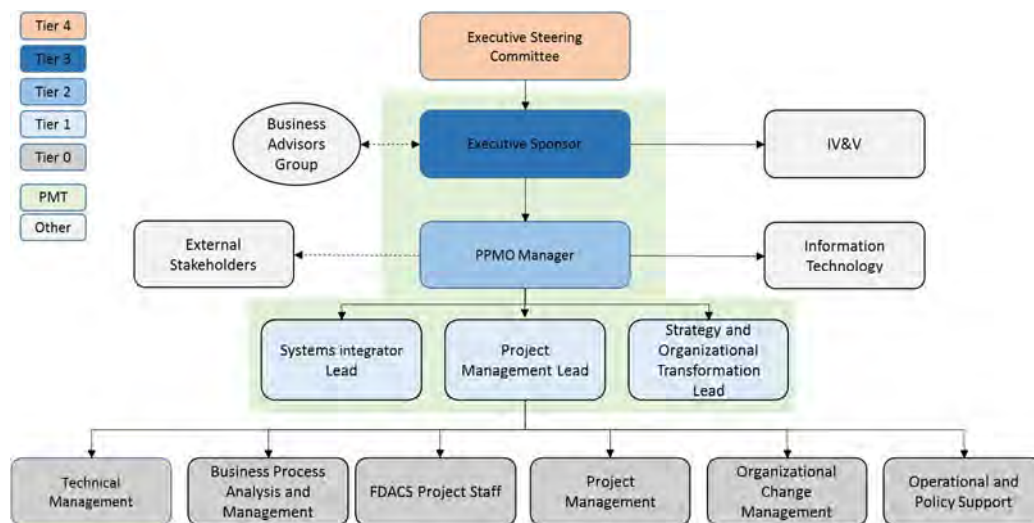 Tier 4
Tier 3
Tier 2
Tier 1
Tier 0
PMT
Other
Executive Steering
Committee
Business
Advisors
Group
Executive Sponsor
IV&V
External
Stakeholders
PPMO Manager
Information
Technology
Systems integrator
Lead
Project
Management Lead
Strategy and
Organizational
Transformation
Lead
Technical
Management
Business Process
Analysis and
Management
FDACS Project Staff
Project
Management
Organizational
Change
Management
Operational and
Policy Support